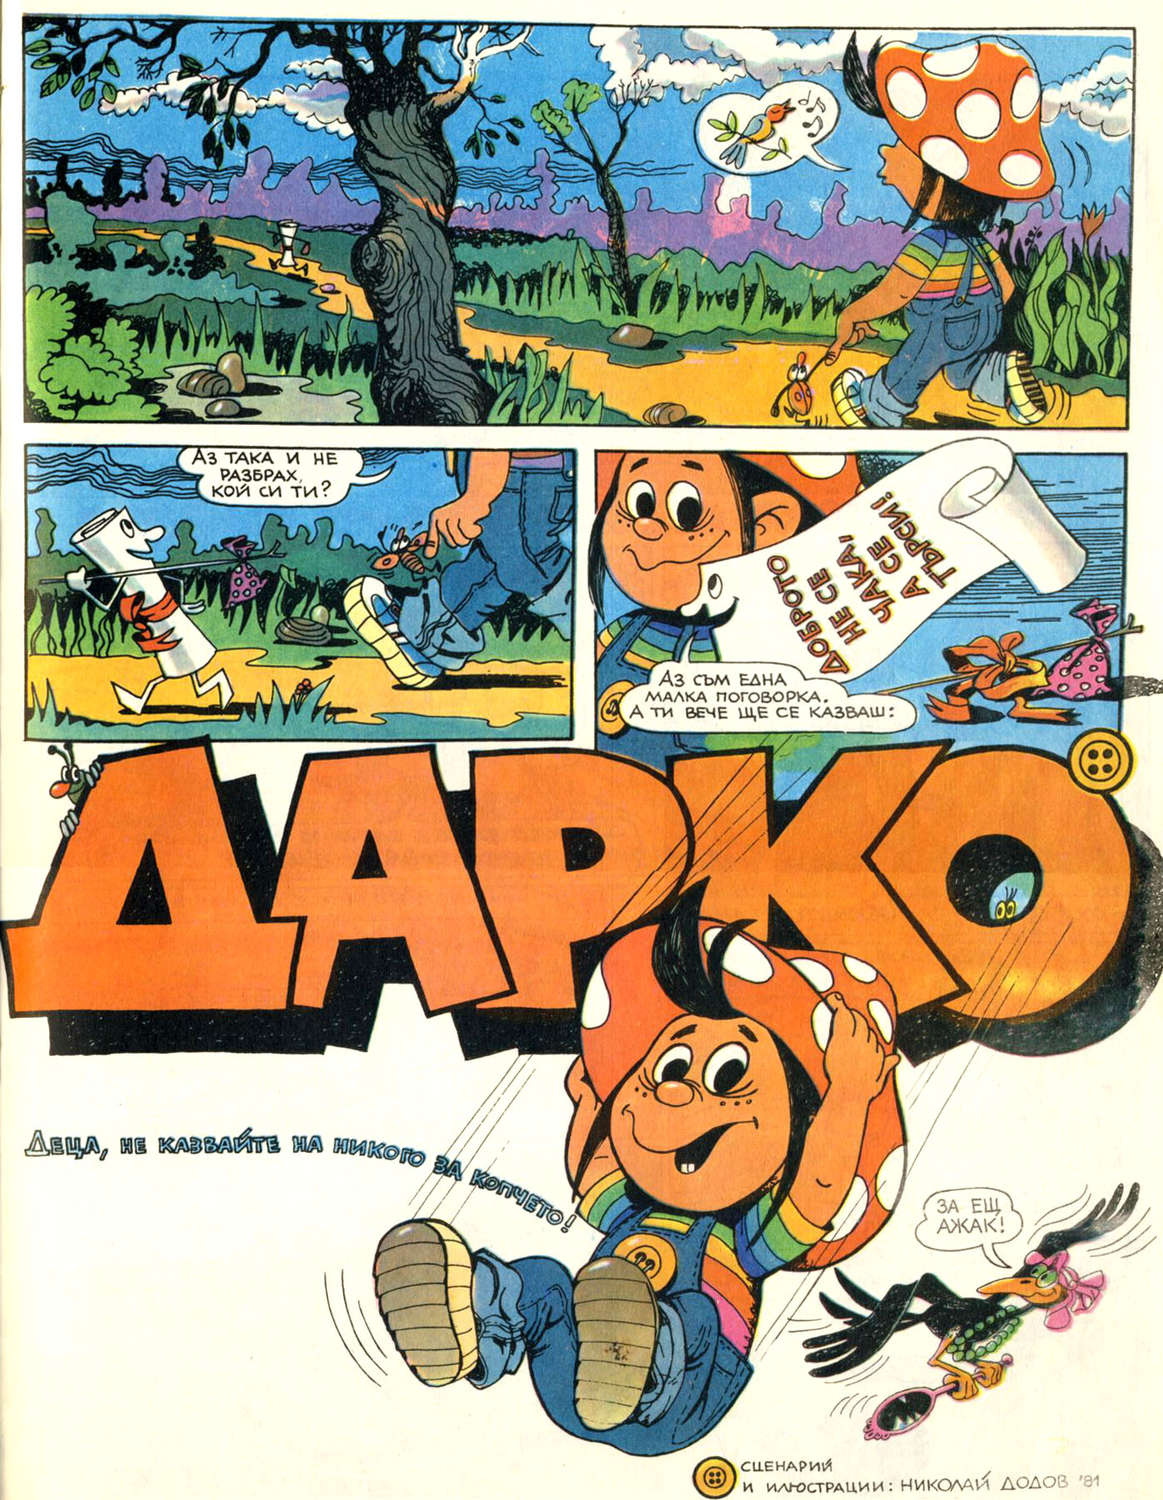 АЗ ТАКА И НЕ
РАЗБРАХ,
КОЙ СИ ТИ?
ДОБРОТО
НЕ СЕ
ЧАКА,
А СЕ
ТЪРСИ!
АЗ СЪМ ЕДНА
МАЛКА ПОГОВОРКА.
А ТИ ВЕЧЕ ЩЕ СЕ КАЗВАШ:
ДАРКО
ДЕЦА, НЕ КАЗВАЙТЕ НА НИКОГО ЗА КОПЧЕТО!
ЗА ЕЩ
АЖАК!
СЦЕНАРИЙ
И ИЛЮСТРАЦИИ: НИКОЛАЙ ДОДОВ '81